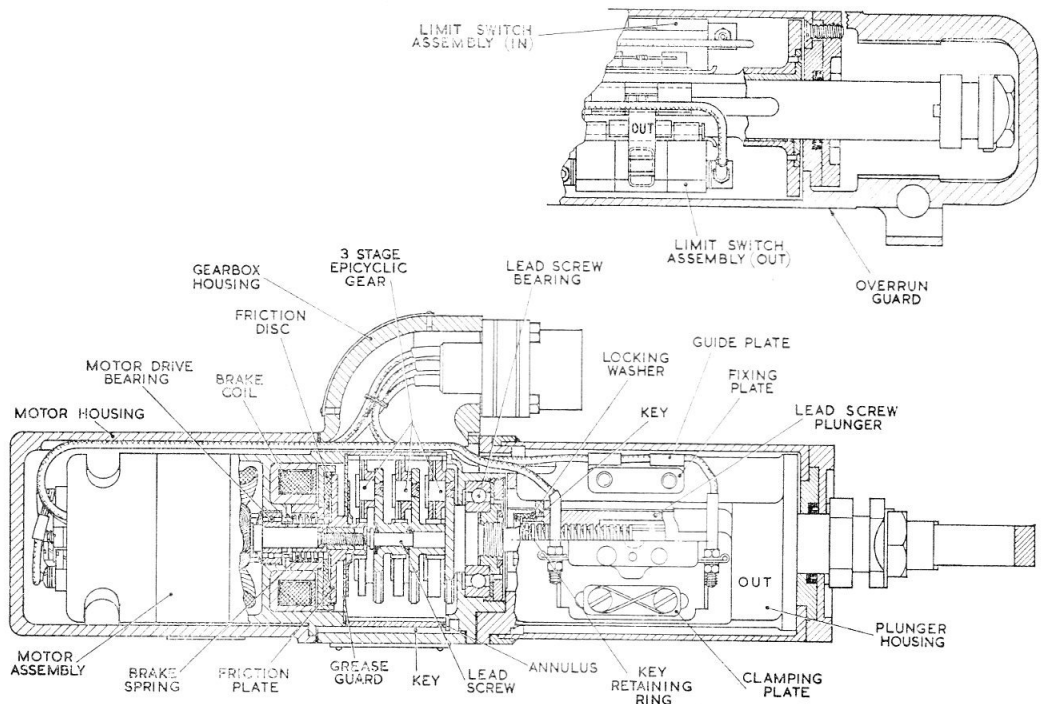 LIMIT SWITCH
ASSEMBLY (IN)
OUT
LIMIT SWITCH
ASSEMBLY (OUT)
OVERRUN
GUARD
GEARBOX
HOUSING
3 STAGE
EPICYCLIC
GEAR
LEAD SCREW
BEARING
FRICTION
DISC
MOTOR DRIVE
BEARING
BRAKE
COIL
MOTOR HOUSING
LOCKING
WASHER
GUIDE PLATE
FIXING
PLATE
KEY
LEAD SCREW
PLUNGER
OUT
MOTOR
ASSEMBLY
BRAKE
SPRING
FRICTION
PLATE
GREASE
GUARD
KEY
LEAD
SCREW
ANNULUS
KEY
RETAINING
RING
CLAMPING
PLATE
PLUNGER
HOUSING